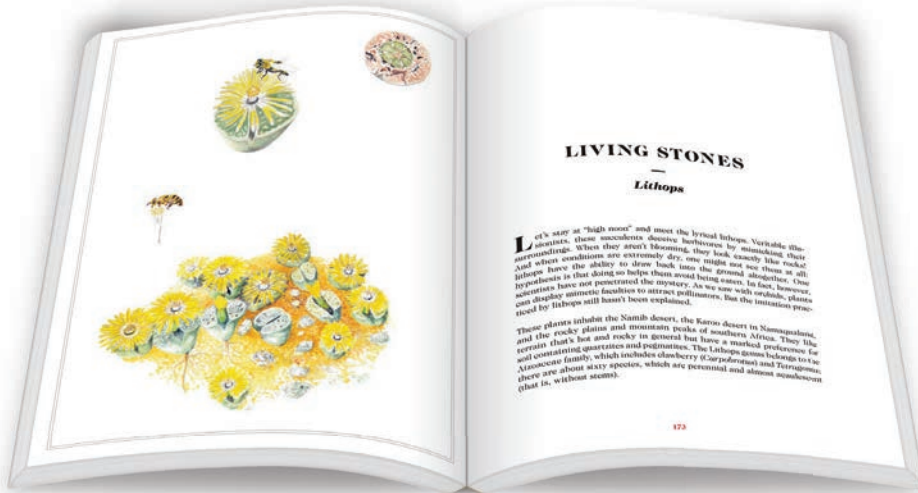 LIVING STONES
Lithops
Let's stay at "high noon" and meet the lyrical lithops. Veritable illu-
sionists, these succulents deceive herbivores by mimicking their
surroundings. When they aren't blooming, they look exactly like rocks!
And when conditions are extremely dry, one might not see them at all:
lithops have the ability to draw back into the ground altogether. One
hypothesis is that doing so helps them avoid being eaten. In fact, however,
scientists have not penetrated the mystery. As we saw with orchids, plants
can display mimetic faculties to attract pollinators. But the imitation prac-
ticed by lithops still hasn't been explained.
These plants inhabit the Namib desert, the Karoo desert in Namaqualand,
and the rocky plains and mountain peaks of southern Africa. They like
terrain that's hot and rocky in general but have a marked preference for
soil containing quartzites and pegmatites. The Lithops genus belongs to the
Aizoaceae family, which includes clawberry (Carpobrotus) and Tetragonia;
there are about sixty species, which are perennial and almost acaulescent
(that is, without stems).
173